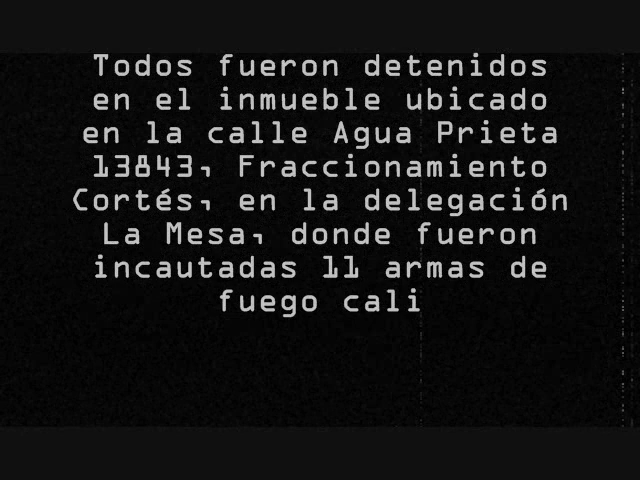 Todos fueron detenidos
en el inmueble ubicado
en la calle Agua Prieta
13843, Fraccionamiento
Cortés, en la delegación
La Mesa, donde fueron
incautadas 11 armas de
fuego cali